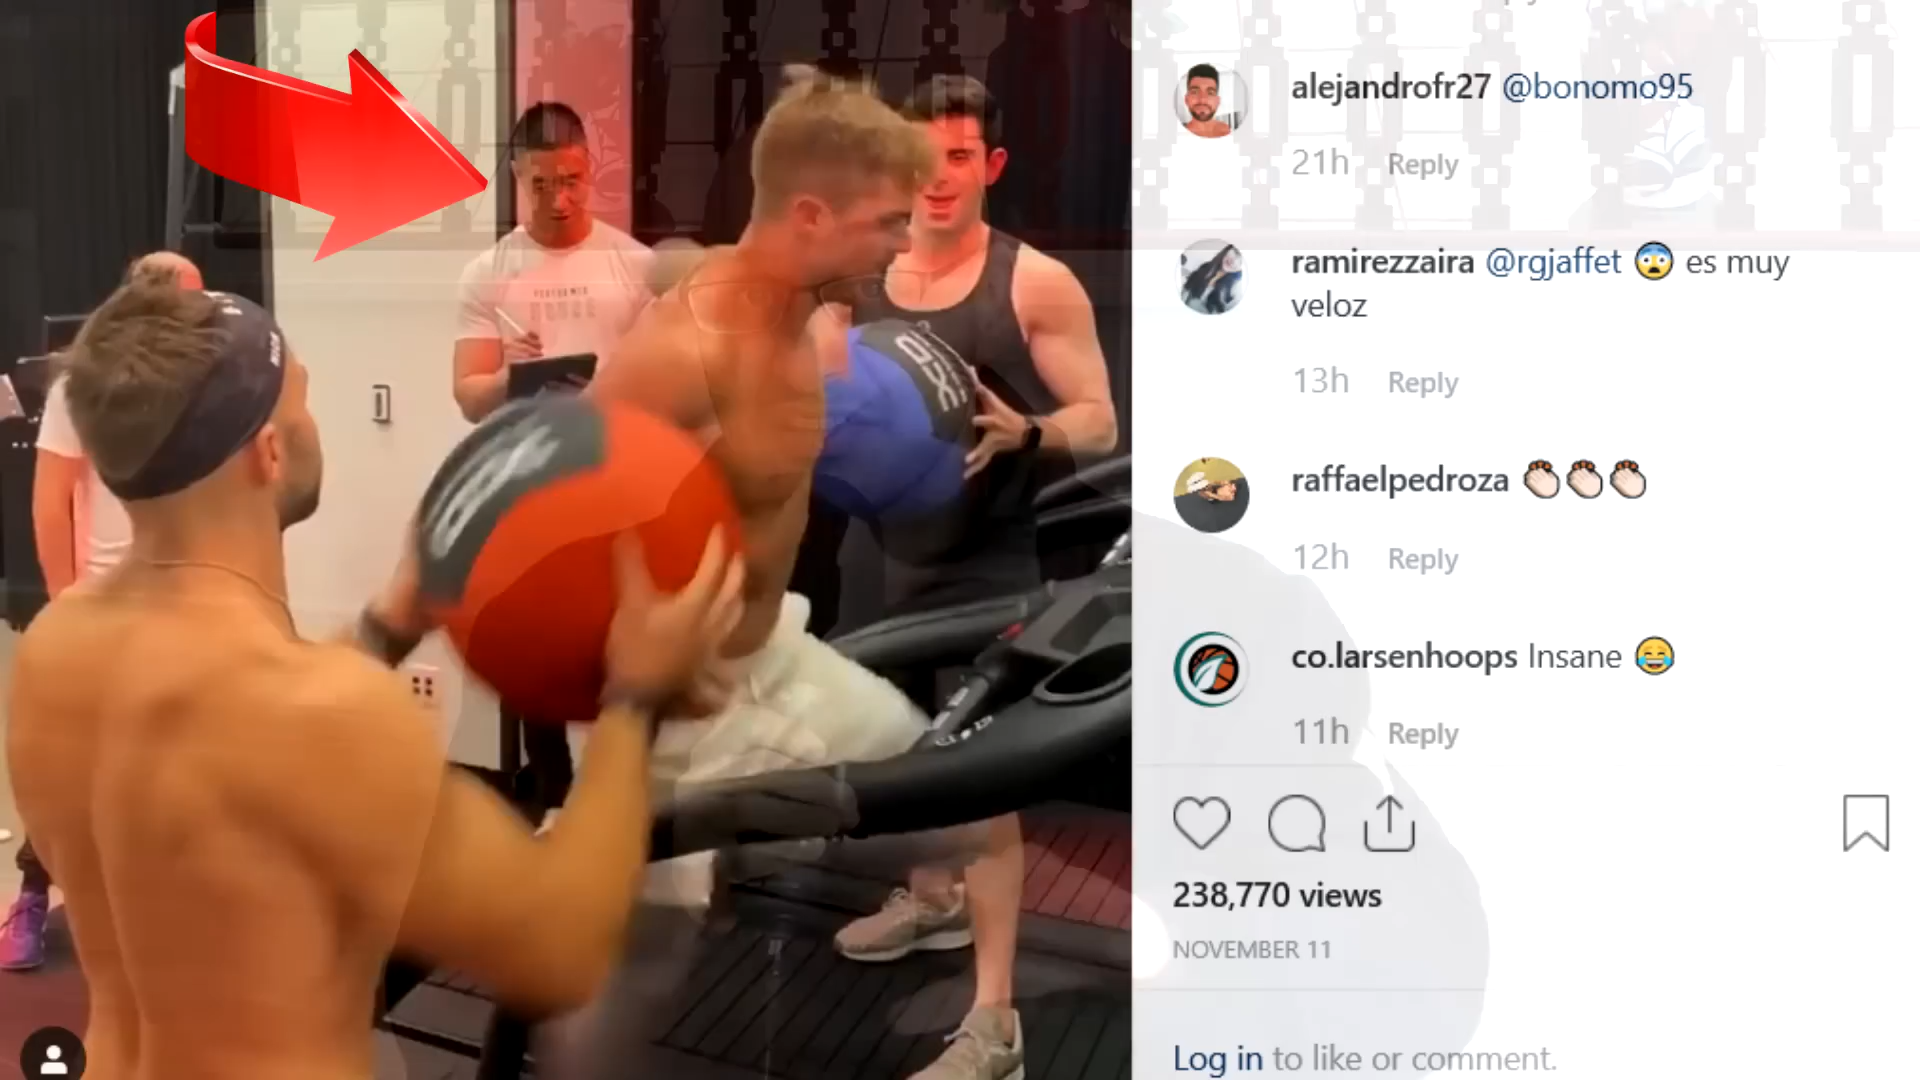 alejandrofr27 @bonomo95
21h Reply
ramirezzaira @rgjaffet 😨 es muy
veloz
13h Reply
raffaelpedroza 👏🏻👏🏻👏🏻
12h Reply
co.larsenhoops Insane 😂
11h Reply
238,770 views
NOVEMBER 11
Log in to like or comment.